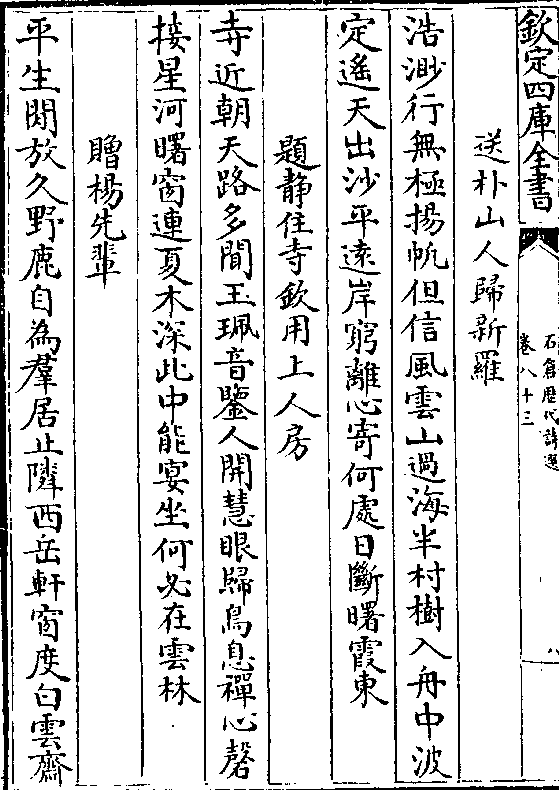 欽定四庫全書
石倉歷代詩選
卷八十三
八
送朴山人歸新羅
浩渺行無極揚帆但信風雲山過海半村樹入舟中波
定遙天出沙平遠岸窮離心寄何處目斷曙霞東
題静住寺欽用上人房
寺近朝天路多聞玉珮音鑒人開慧眼歸鳥息禪心磬
接星河曙窗連夏木深此中能宴坐何必在雲林
贈楊先輩
平生閒放久野鹿自為羣居止隣西岳軒窗度白雲齋